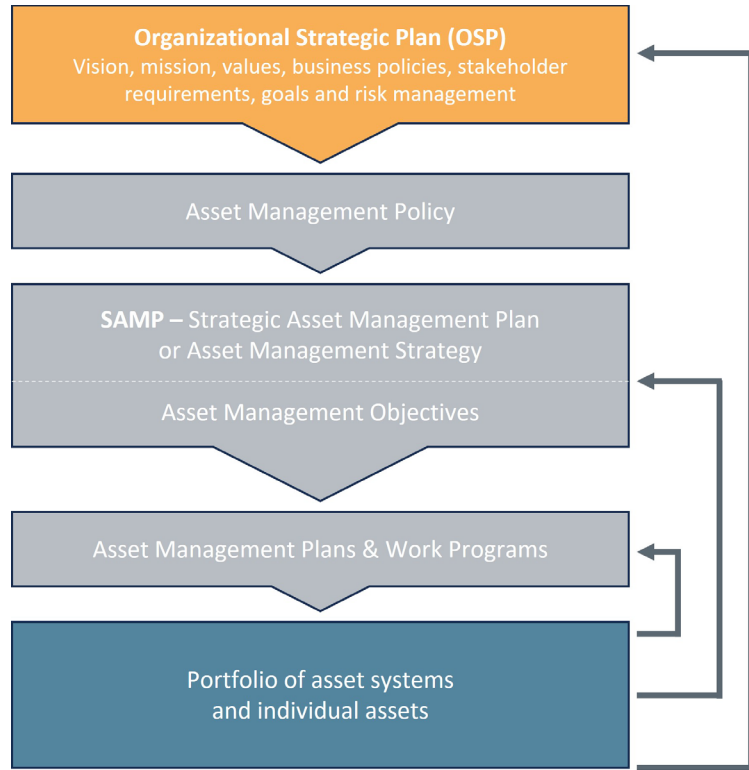 Organizational Strategic Plan (OSP)
Vision, mission, values, business policies, stakeholder
requirements, goals and risk management
Asset Management Policy
SAMP – Strategic Asset Management Plan
or Asset Management Strategy
Asset Management Objectives
Asset Management Plans & Work Programs
Portfolio of asset systems
and individual assets